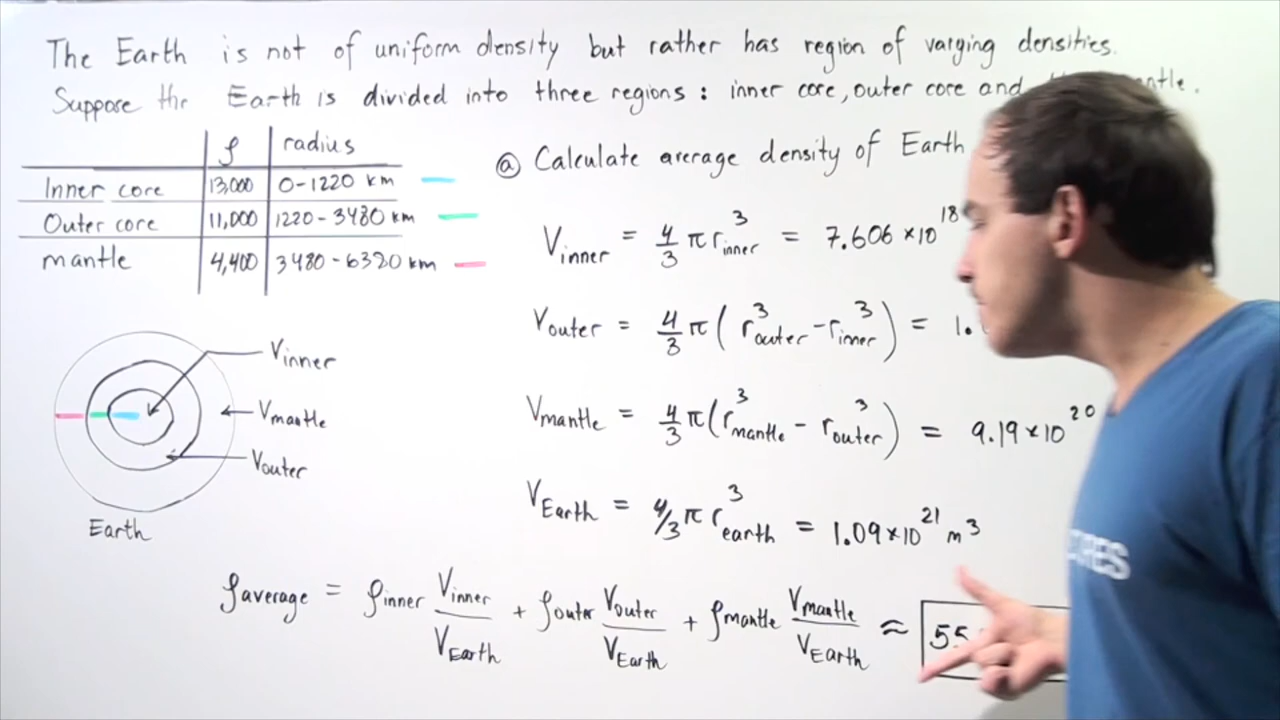 The Earth is not of uniform density but rather has region of varying densities.
Suppose the Earth is divided into three regions : inner core, outer core and
ρ radius
Inner core 13,000 0-1220 km
Outer core 11,000 1220 - 3480 km
mantle 4,400 3480 - 6380 km
ⓐ Calculate average density of Earth
V_inner = 4/3 π r_inner^3 = 7.606 × 10^18
V_outer = 4/3 π ( r_outer^3 - r_inner^3 ) = 1.
V_mantle = 4/3 π ( r_mantle^3 - r_outer^3 ) = 9.19 × 10^20
V_Earth = 4/3 π r_earth^3 = 1.09 × 10^21 m^3
V_inner
V_mantle
V_outer
Earth
ρ_average = ρ_inner V_inner/V_Earth + ρ_outer V_outer/V_Earth + ρ_mantle V_mantle/V_Earth ≈ 55